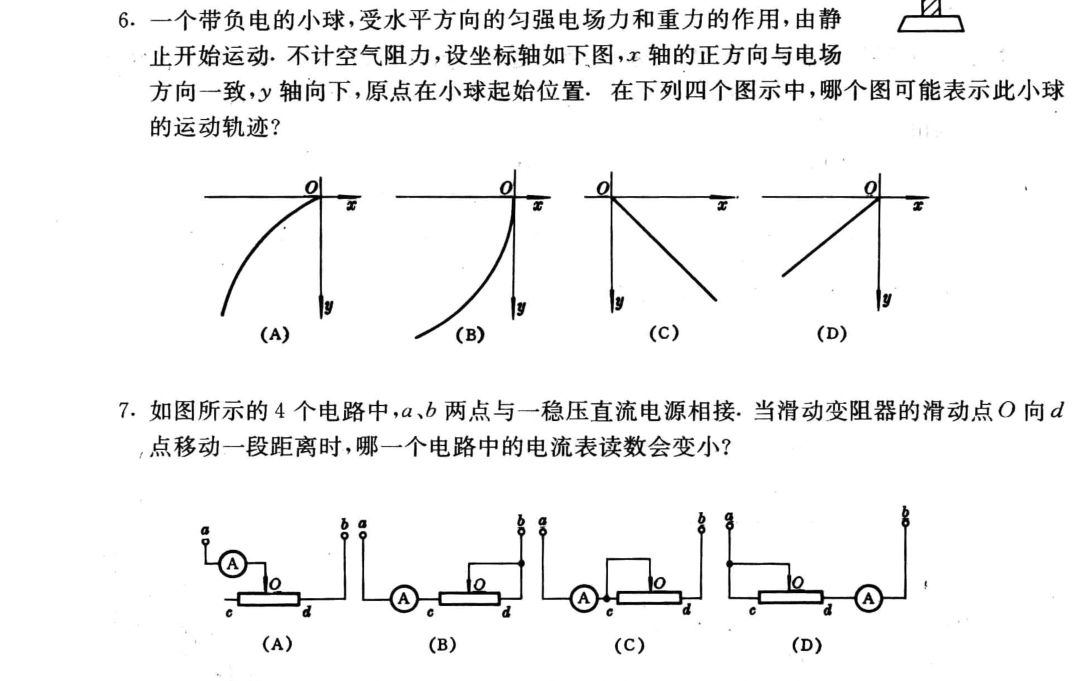 6. 一个带负电的小球,受水平方向的匀强电场力和重力的作用,由静
止开始运动. 不计空气阻力,设坐标轴如下图,x 轴的正方向与电场
方向一致,y 轴向下,原点在小球起始位置. 在下列四个图示中,哪个图可能表示此小球
的运动轨迹?
O x y
O x y
O x y
O x y
(A) (B) (C) (D)
7. 如图所示的 4 个电路中,a、b 两点与一稳压直流电源相接. 当滑动变阻器的滑动点 O 向 d
点移动一段距离时,哪一个电路中的电流表读数会变小?
a b A O c d
a b A O c d
a b A O c d
a b O A c d
(A) (B) (C) (D)